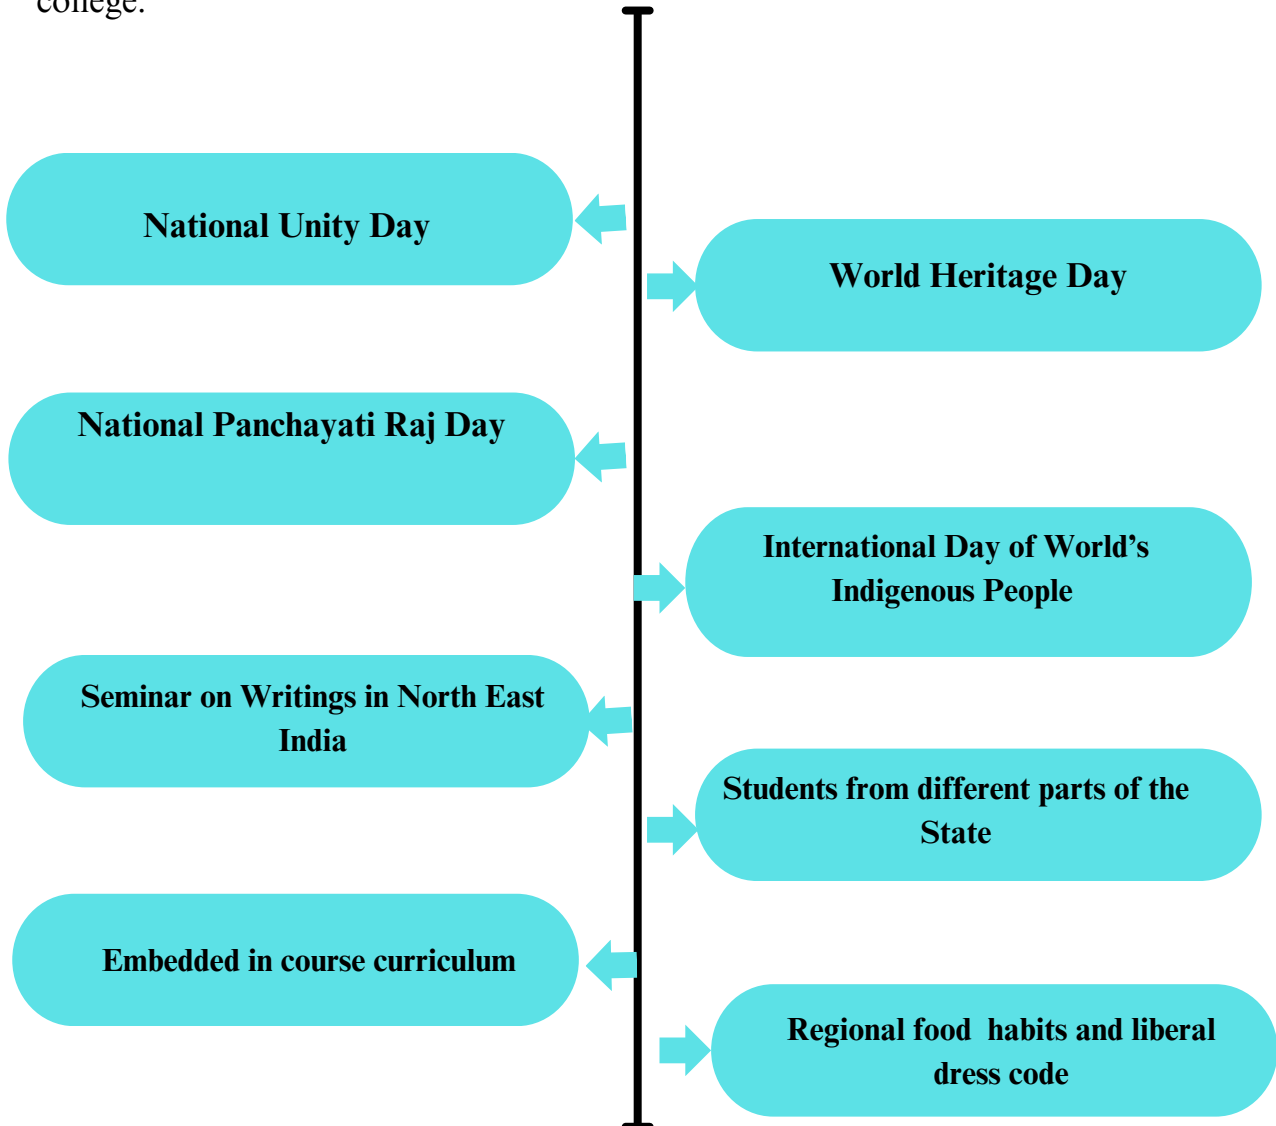 college.
National Unity Day
World Heritage Day
National Panchayati Raj Day
International Day of World’s
Indigenous People
Seminar on Writings in North East
India
Students from different parts of the
State
Embedded in course curriculum
Regional food habits and liberal
dress code